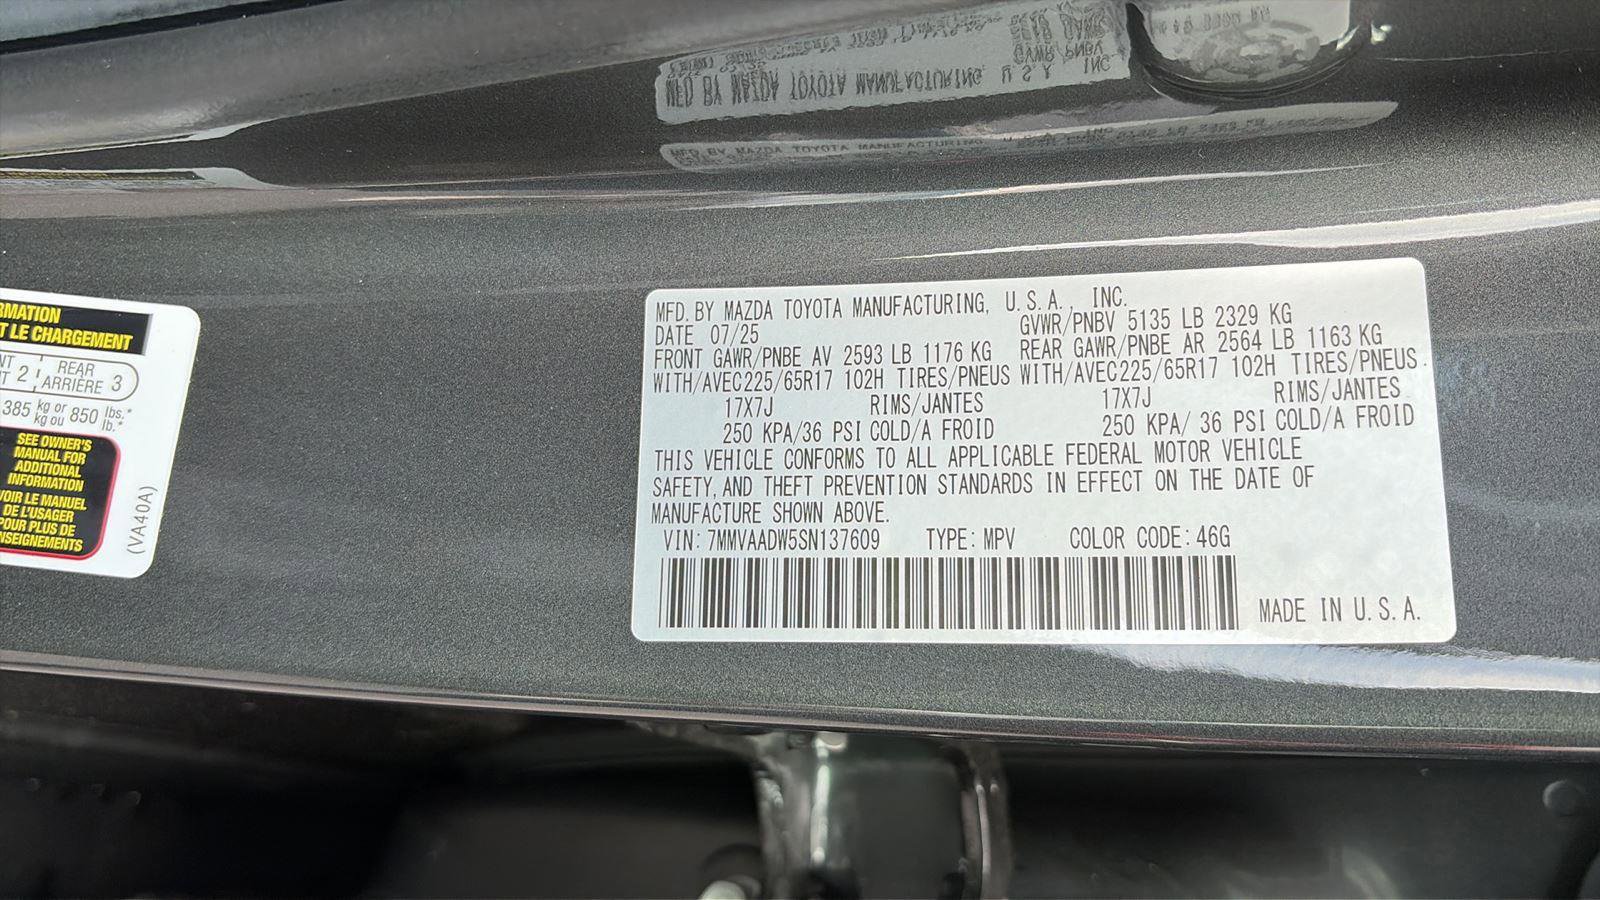 RMATION
T LE CHARGEMENT
NT
T 2
REAR
ARRIÈRE 3
385 kg or 850 lbs.*
kg ou lb.*
SEE OWNER'S
MANUAL FOR
ADDITIONAL
INFORMATION
VOIR LE MANUEL
DE L'USAGER
POUR PLUS DE
NSEIGNEMENTS
(VA40A)
MFD. BY MAZDA TOYOTA MANUFACTURING, U.S.A., INC.
DATE 07/25 GVWR/PNBV 5135 LB 2329 KG
FRONT GAWR/PNBE AV 2593 LB 1176 KG REAR GAWR/PNBE AR 2564 LB 1163 KG
WITH/AVEC225/65R17 102H TIRES/PNEUS WITH/AVEC225/65R17 102H TIRES/PNEUS.
17X7J RIMS/JANTES 17X7J RIMS/JANTES
250 KPA/36 PSI COLD/A FROID 250 KPA/ 36 PSI COLD/A FROID
THIS VEHICLE CONFORMS TO ALL APPLICABLE FEDERAL MOTOR VEHICLE
SAFETY, AND THEFT PREVENTION STANDARDS IN EFFECT ON THE DATE OF
MANUFACTURE SHOWN ABOVE.
VIN: 7MMVAADW5SN137609 TYPE: MPV COLOR CODE: 46G
MADE IN U.S.A.